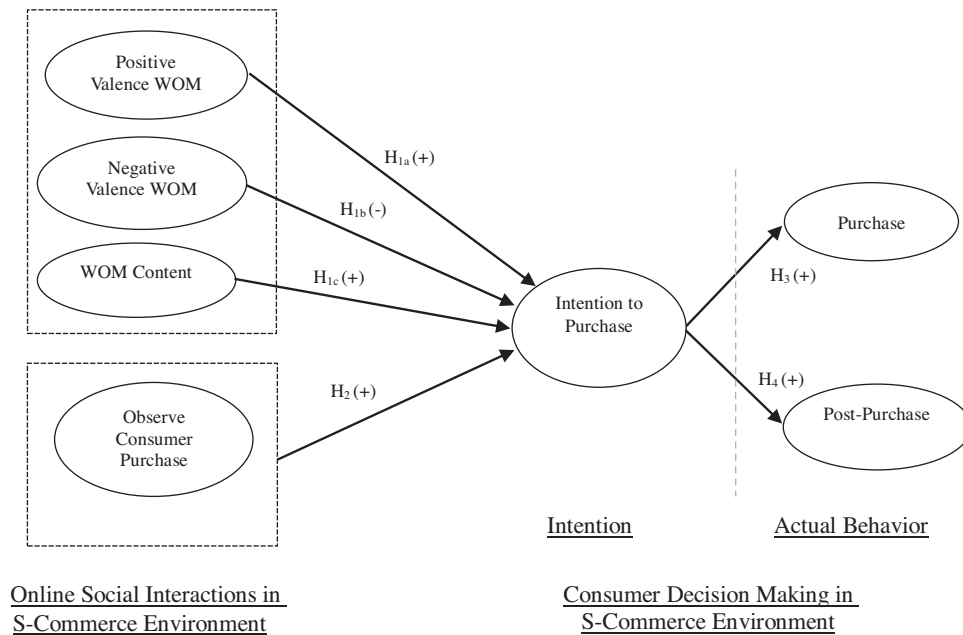 Positive
Valence WOM
H1a(+)
Negative
Valence WOM
H1b(-)
WOM Content
H1c(+)
Intention to
Purchase
Purchase
H3(+)
H2(+)
H4(+)
Observe
Consumer
Purchase
Post-Purchase
Intention
Actual Behavior
Online Social Interactions in
S-Commerce Environment
Consumer Decision Making in
S-Commerce Environment